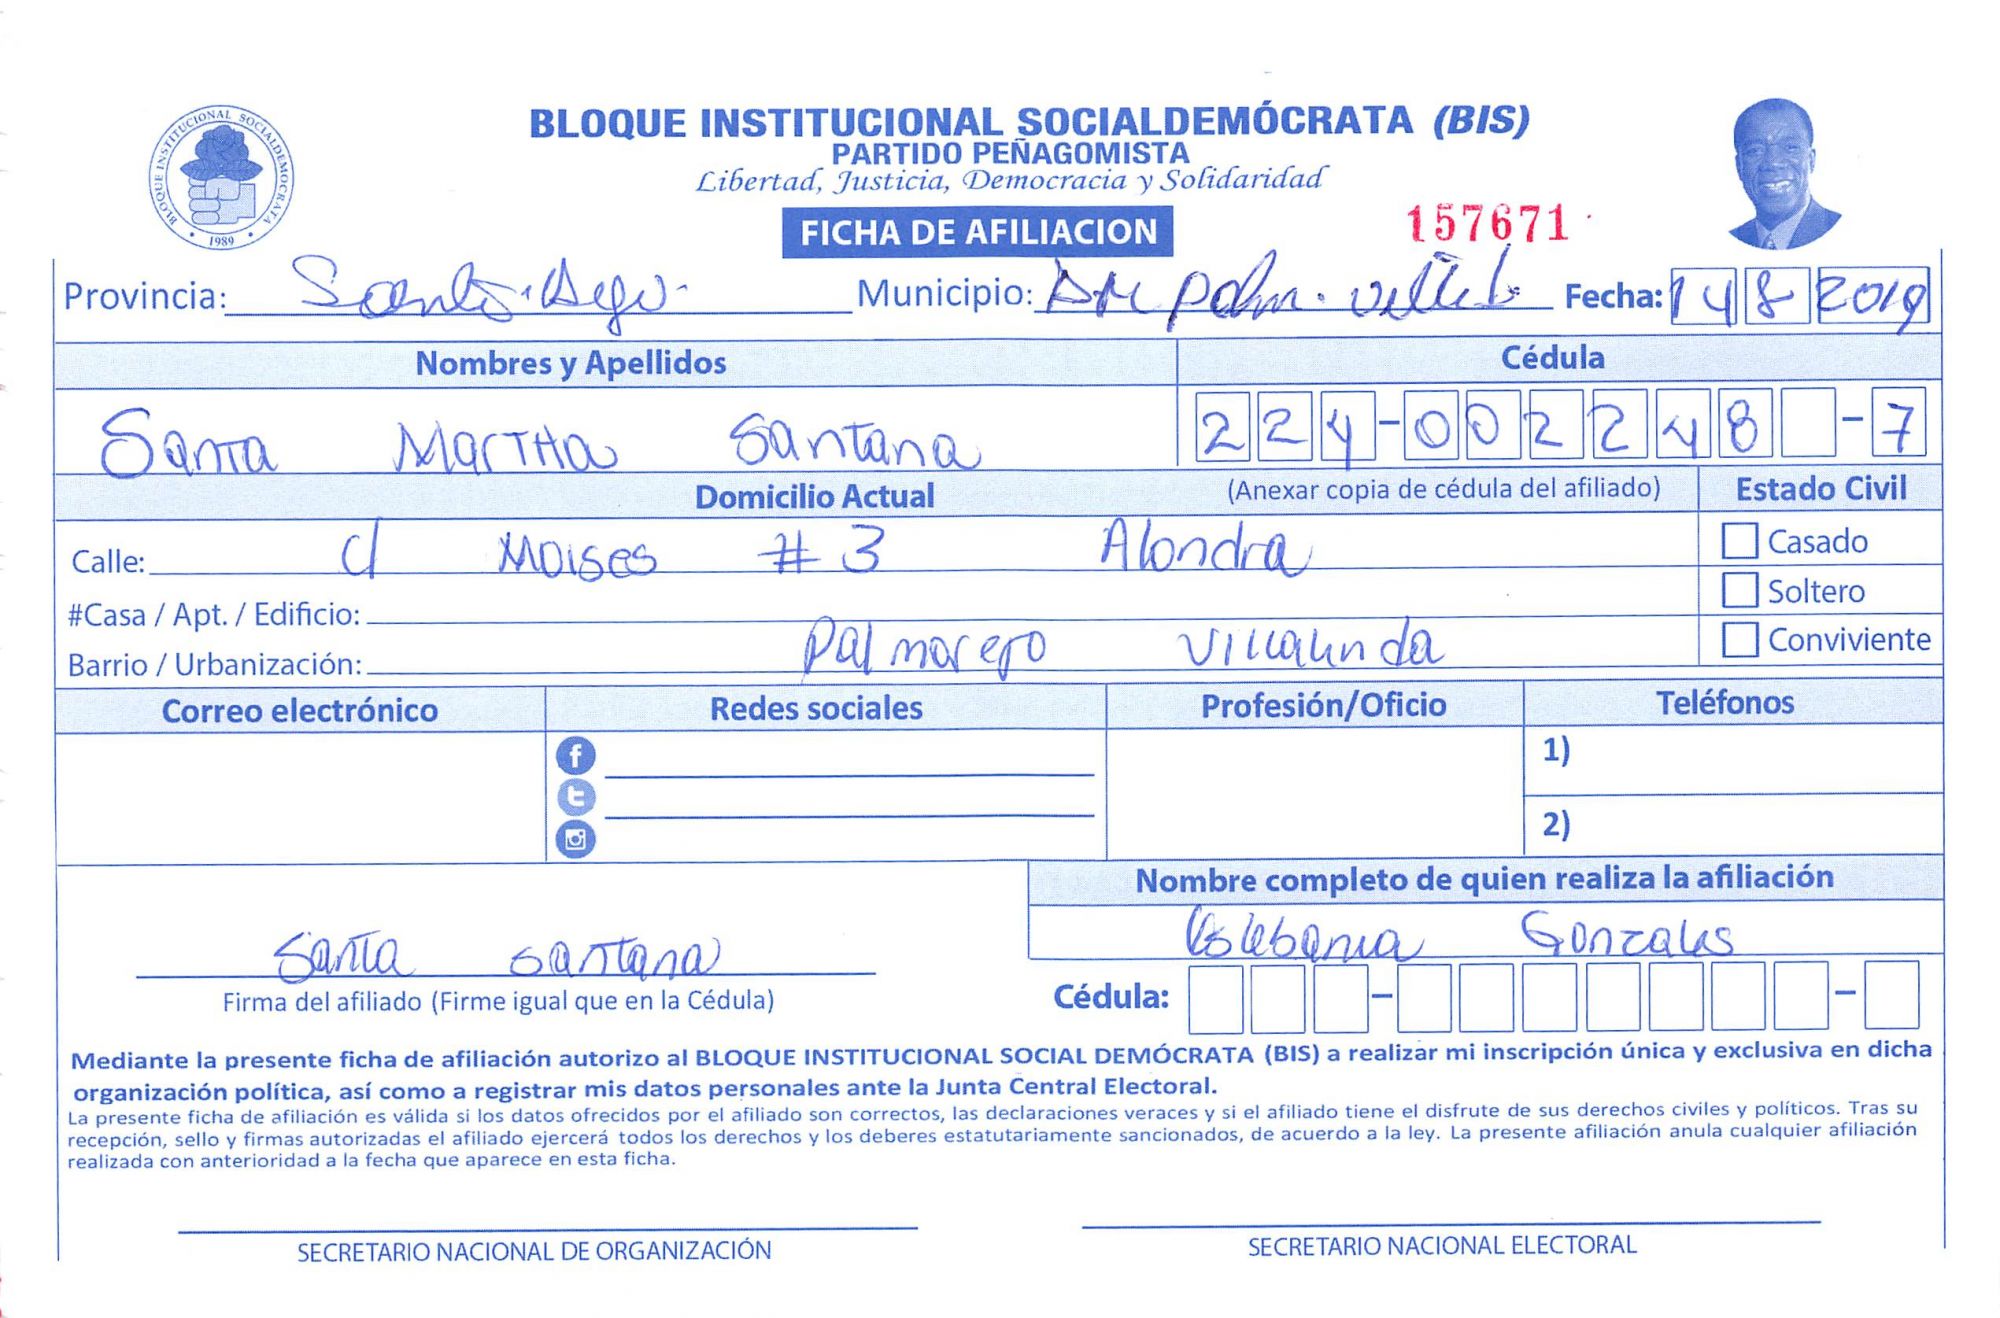 BLOQUE INSTITUCIONAL SOCIALDEMÓCRATA (BIS)
PARTIDO PEÑAGOMISTA
Libertad, Justicia, Democracia y Solidaridad
BLOQUE INSTITUCIONAL SOCIALDEMOCRATA
1989
FICHA DE AFILIACION
157671
Provincia: Santo Municipio: Fecha: 14 8 2019
Nombres y Apellidos Cédula
Santa Martha Santana 224-0022248 -7
Domicilio Actual (Anexar copia de cédula del afiliado) Estado Civil
Calle: c/ Moises #3 Alondra Casado
#Casa / Apt. / Edificio: Soltero
Barrio / Urbanización: Palmarejo Villalinda Conviviente
Correo electrónico Redes sociales Profesión/Oficio Teléfonos
1)
2)
Nombre completo de quien realiza la afiliación
Gonzales
Santa Santana
Firma del afiliado (Firme igual que en la Cédula) Cédula: - -
Mediante la presente ficha de afiliación autorizo al BLOQUE INSTITUCIONAL SOCIAL DEMÓCRATA (BIS) a realizar mi inscripción única y exclusiva en dicha
organización política, así como a registrar mis datos personales ante la Junta Central Electoral.
La presente ficha de afiliación es válida si los datos ofrecidos por el afiliado son correctos, las declaraciones veraces y si el afiliado tiene el disfrute de sus derechos civiles y políticos. Tras su
recepción, sello y firmas autorizadas el afiliado ejercerá todos los derechos y los deberes estatutariamente sancionados, de acuerdo a la ley. La presente afiliación anula cualquier afiliación
realizada con anterioridad a la fecha que aparece en esta ficha.
SECRETARIO NACIONAL DE ORGANIZACIÓN SECRETARIO NACIONAL ELECTORAL